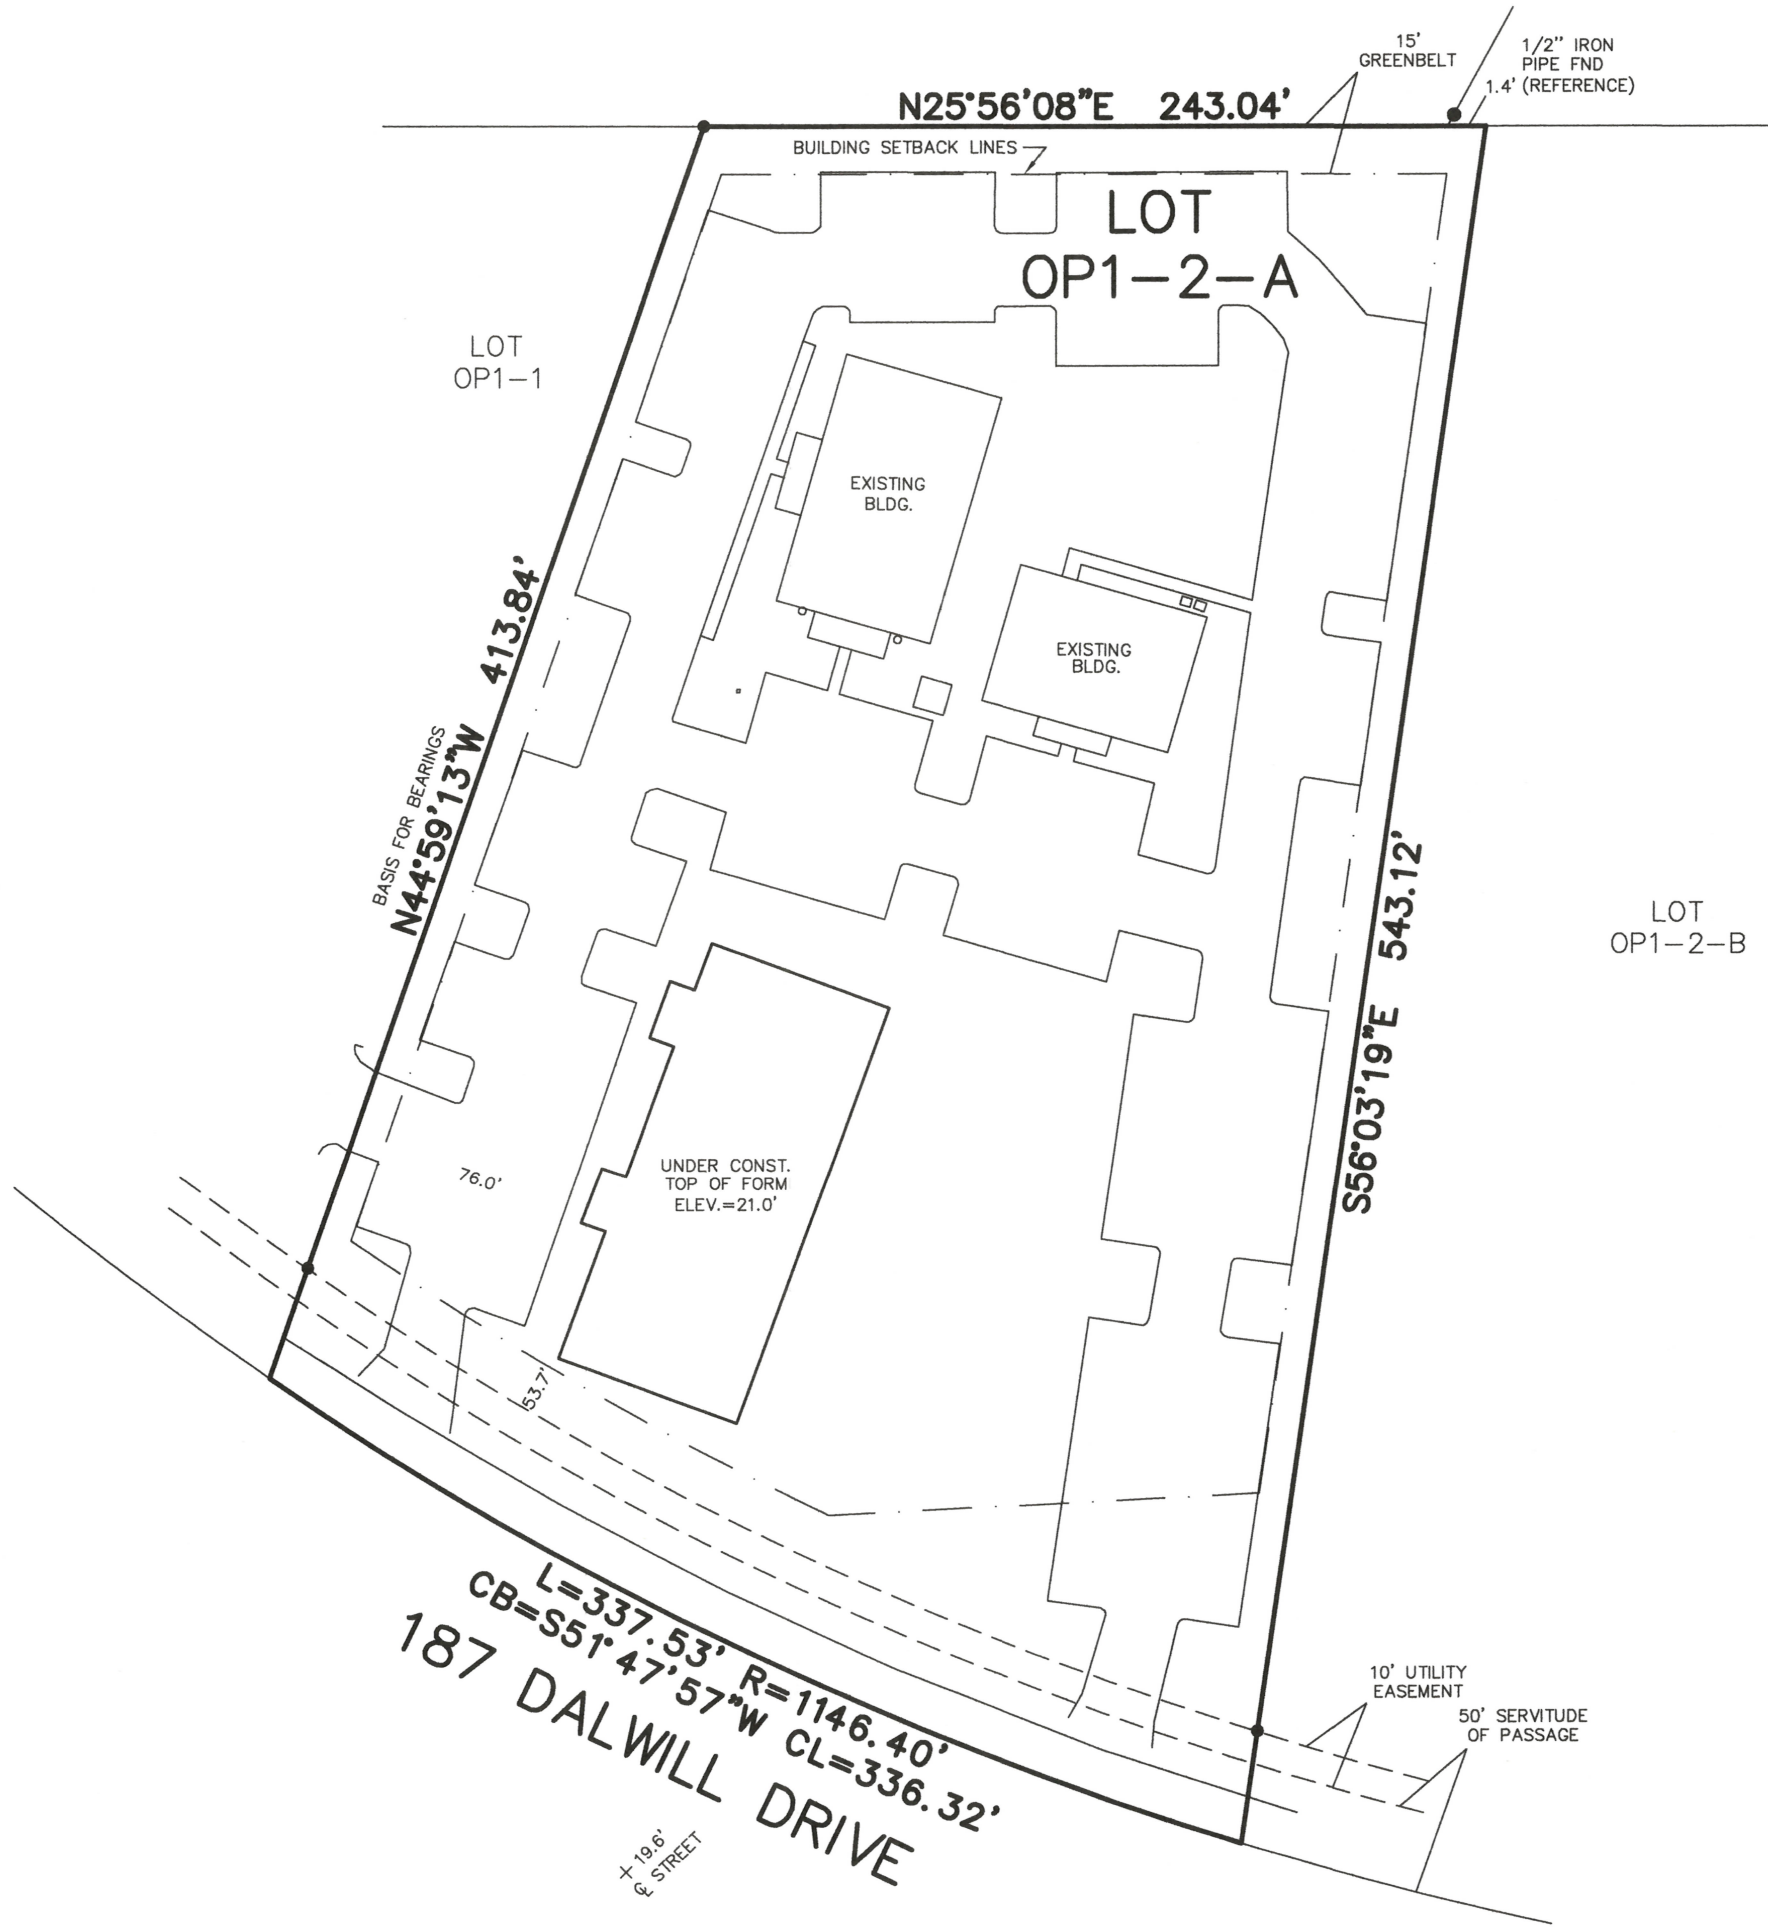 15'
GREENBELT
1/2" IRON
PIPE FND
1.4' (REFERENCE)
N25°56'08"E 243.04'
BUILDING SETBACK LINES
LOT
OP1-2-A
LOT
OP1-1
EXISTING
BLDG.
EXISTING
BLDG.
BASIS FOR BEARINGS
N44°59'13"W 413.84'
S56°03'19"E 543.12'
LOT
OP1-2-B
76.0'
UNDER CONST.
TOP OF FORM
ELEV.=21.0'
53.7'
L=337.53' R=1146.40'
CB=S51°47'57"W CL=336.32'
187 DALWILL DRIVE
10' UTILITY
EASEMENT
50' SERVITUDE
OF PASSAGE
+19.6'
℄ STREET